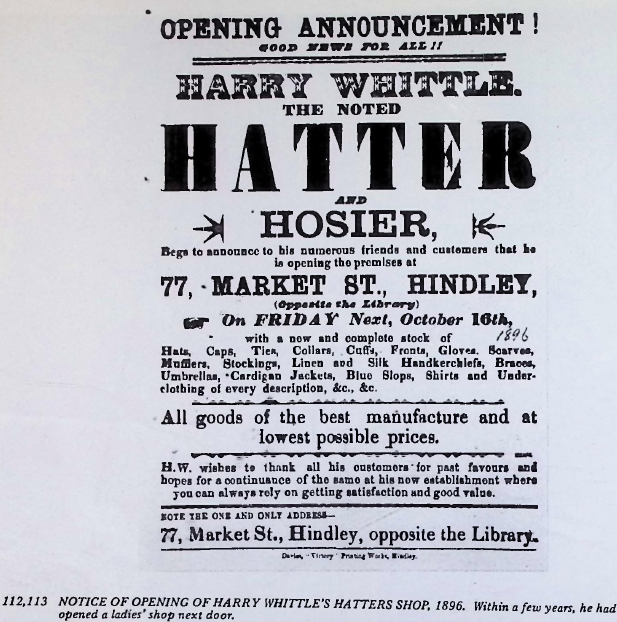 OPENING ANNOUNCEMENT!
GOOD NEWS FOR ALL!!
HARRY WHITTLE.
THE NOTED
HATTER
AND
HOSIER,
Begs to announce to his numerous friends and customers that he
is opening the premises at
77, MARKET ST., HINDLEY,
(Opposite the Library)
On FRIDAY Next, October 16th,
1896
with a new and complete stock of
Hats, Caps, Ties, Collars, Cuffs, Fronts, Gloves, Scarves,
Mufflers, Stockings, Linen and Silk Handkerchiefs, Braces,
Umbrellas, Cardigan Jackets, Blue Slops, Shirts and Under-
clothing of every description, &c., &c.
All goods of the best manufacture and at
lowest possible prices.
H.W. wishes to thank all his customers for past favours and
hopes for a continuance of the same at his new establishment where
you can always rely on getting satisfaction and good value.
NOTE THE ONE AND ONLY ADDRESS—
77, Market St., Hindley, opposite the Library.
Davies, "Victory" Printing Works, Hindley.
112,113 NOTICE OF OPENING OF HARRY WHITTLE'S HATTERS SHOP, 1896. Within a few years, he had
opened a ladies' shop next door.